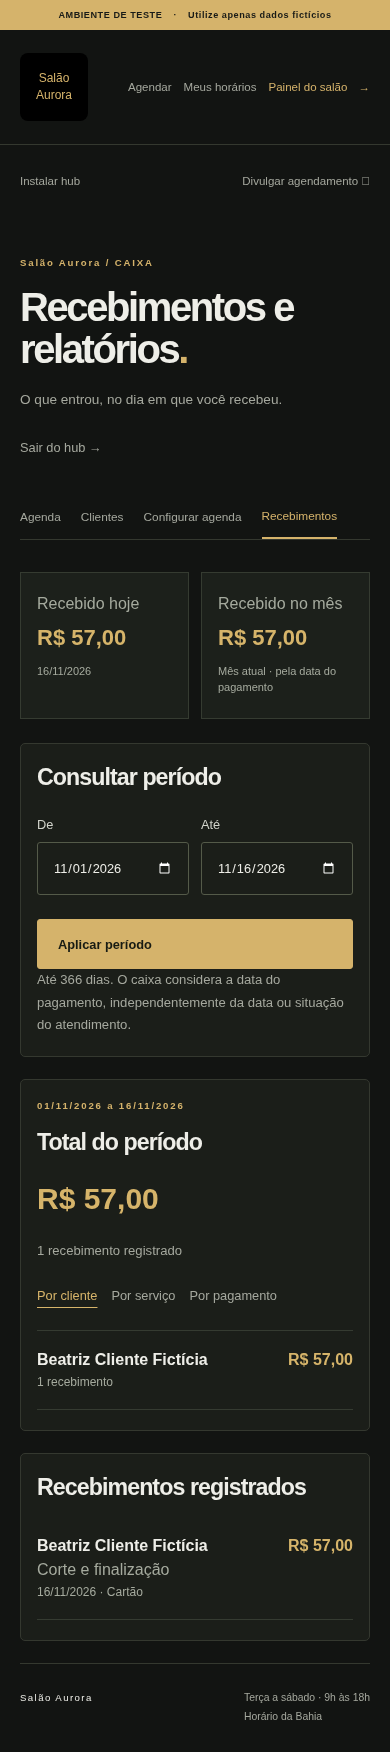 AMBIENTE DE TESTE · Utilize apenas dados fictícios
Salão
Aurora
Agendar Meus horários Painel do salão →
Instalar hub Divulgar agendamento
Salão Aurora / CAIXA
Recebimentos e
relatórios.
O que entrou, no dia em que você recebeu.
Sair do hub →
Agenda Clientes Configurar agenda Recebimentos
Recebido hoje
R$ 57,00
16/11/2026
Recebido no mês
R$ 57,00
Mês atual · pela data do
pagamento
Consultar período
De Até
11/01/2026 11/16/2026
Aplicar período
Até 366 dias. O caixa considera a data do
pagamento, independentemente da data ou situação
do atendimento.
01/11/2026 a 16/11/2026
Total do período
R$ 57,00
1 recebimento registrado
Por cliente Por serviço Por pagamento
Beatriz Cliente Fictícia R$ 57,00
1 recebimento
Recebimentos registrados
Beatriz Cliente Fictícia R$ 57,00
Corte e finalização
16/11/2026 · Cartão
Salão Aurora
Terça a sábado · 9h às 18h
Horário da Bahia